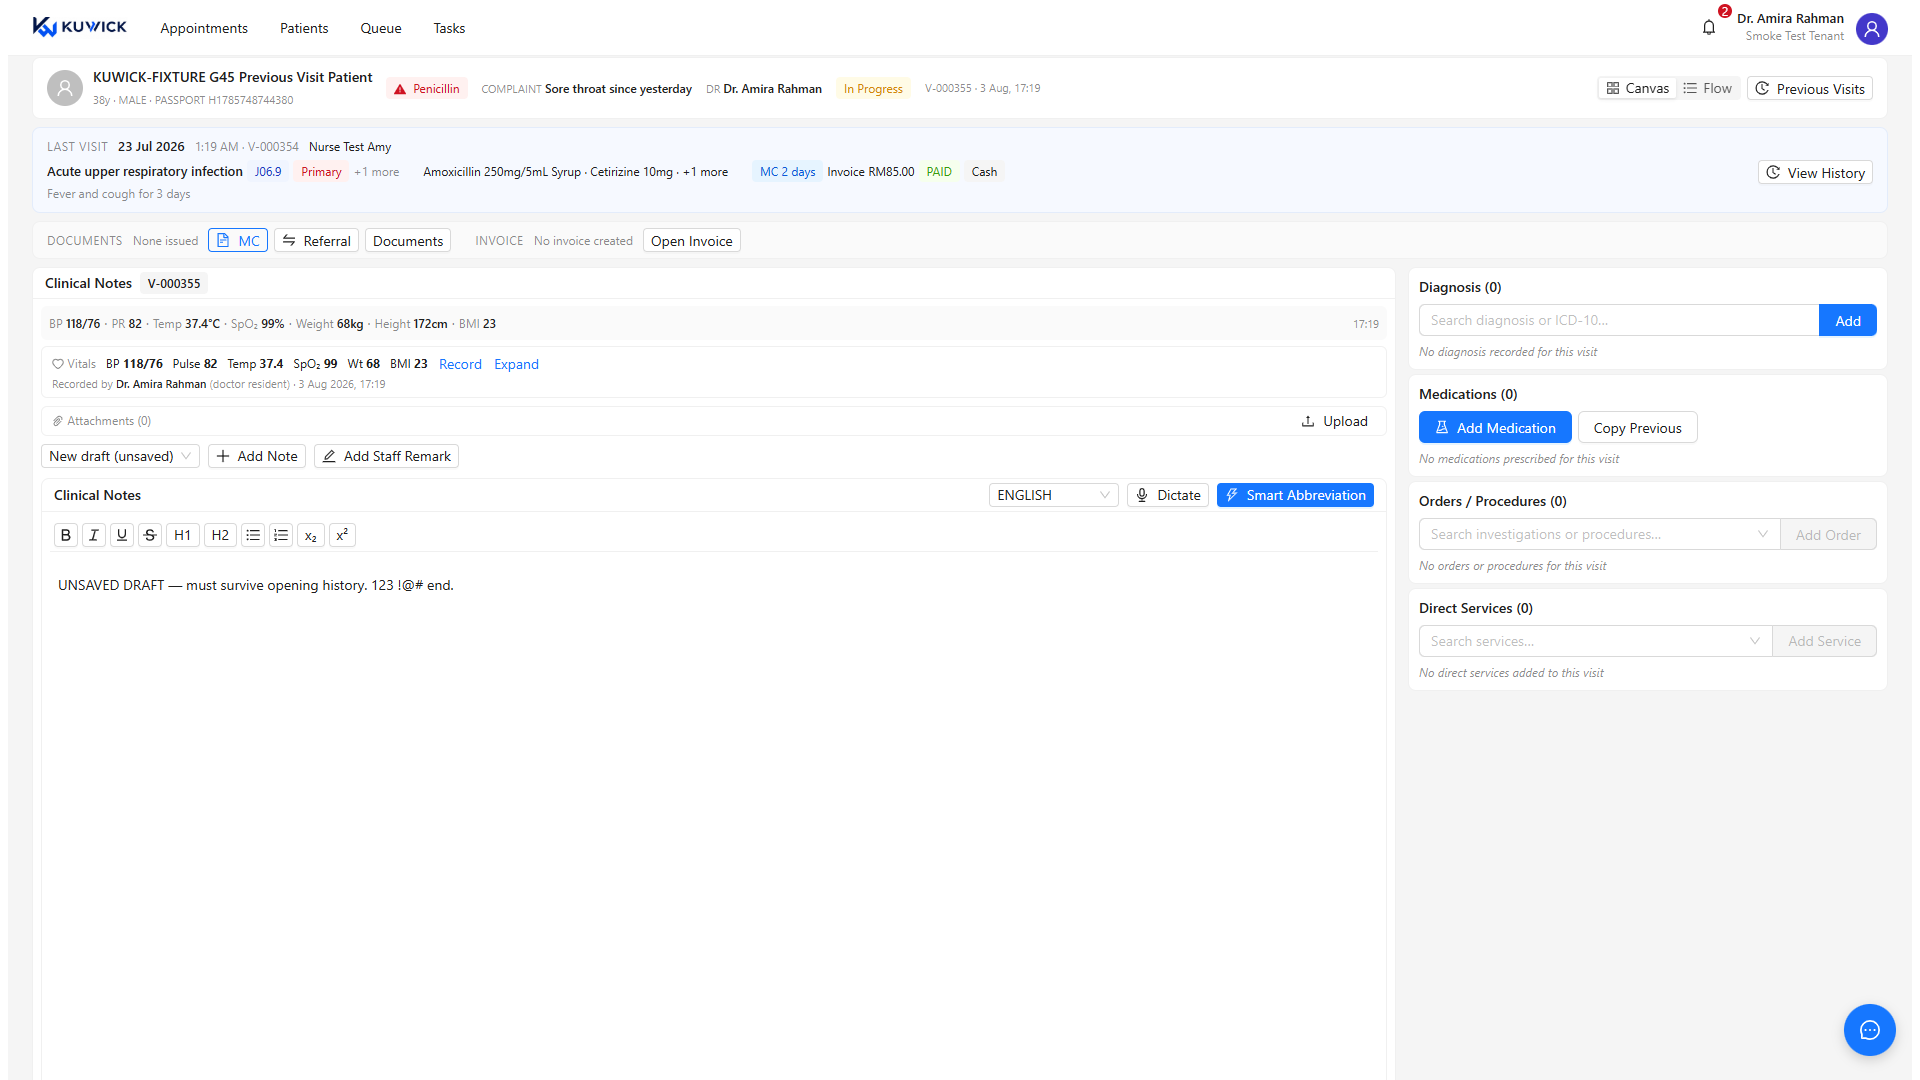 KUWICK Appointments Patients Queue Tasks 2 Dr. Amira Rahman
Smoke Test Tenant
KUWICK-FIXTURE G45 Previous Visit Patient
38y · MALE · PASSPORT H1785748744380
Penicillin COMPLAINT Sore throat since yesterday DR Dr. Amira Rahman In Progress V-000355 · 3 Aug, 17:19 Canvas Flow Previous Visits
LAST VISIT 23 Jul 2026 1:19 AM · V-000354 Nurse Test Amy
Acute upper respiratory infection J06.9 Primary +1 more Amoxicillin 250mg/5mL Syrup · Cetirizine 10mg · +1 more MC 2 days Invoice RM85.00 PAID Cash View History
Fever and cough for 3 days
DOCUMENTS None issued MC Referral Documents INVOICE No invoice created Open Invoice
Clinical Notes V-000355
BP 118/76 · PR 82 · Temp 37.4°C · SpO₂ 99% · Weight 68kg · Height 172cm · BMI 23 17:19
Vitals BP 118/76 Pulse 82 Temp 37.4 SpO₂ 99 Wt 68 BMI 23 Record Expand
Recorded by Dr. Amira Rahman (doctor resident) · 3 Aug 2026, 17:19
Attachments (0) Upload
New draft (unsaved) Add Note Add Staff Remark
Clinical Notes ENGLISH Dictate Smart Abbreviation
B I U S H1 H2 x₂ x²
UNSAVED DRAFT — must survive opening history. 123 !@# end.
Diagnosis (0)
Search diagnosis or ICD-10... Add
No diagnosis recorded for this visit
Medications (0)
Add Medication Copy Previous
No medications prescribed for this visit
Orders / Procedures (0)
Search investigations or procedures... Add Order
No orders or procedures for this visit
Direct Services (0)
Search services... Add Service
No direct services added to this visit